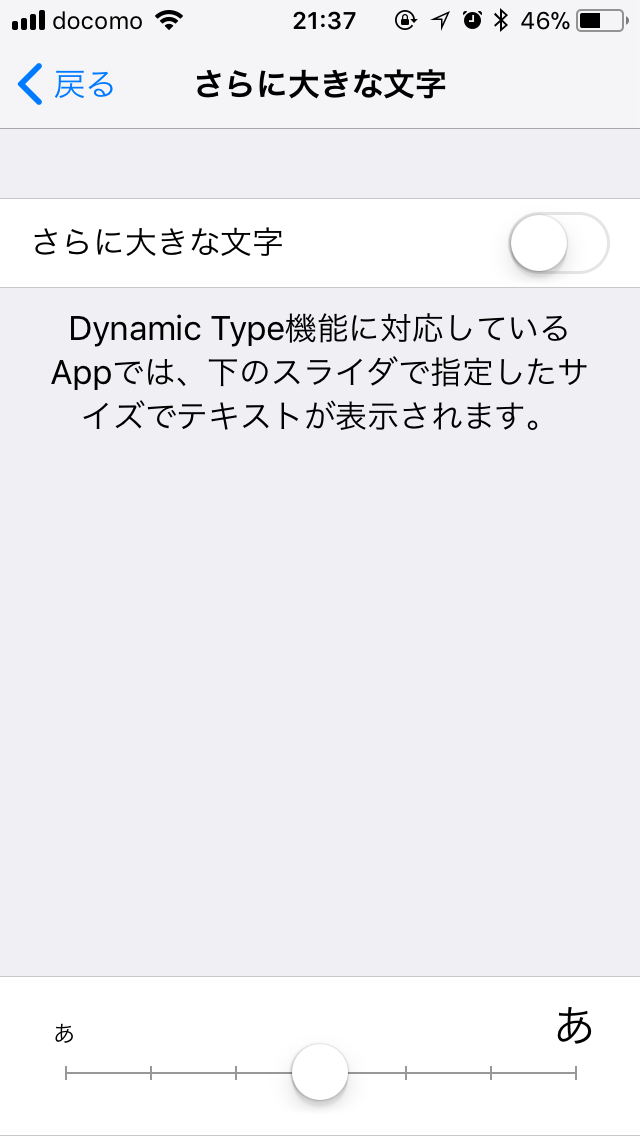 docomo 21:37 46%
戻る さらに大きな文字
さらに大きな文字
Dynamic Type機能に対応している
Appでは、下のスライダで指定したサ
イズでテキストが表示されます。
あ あ